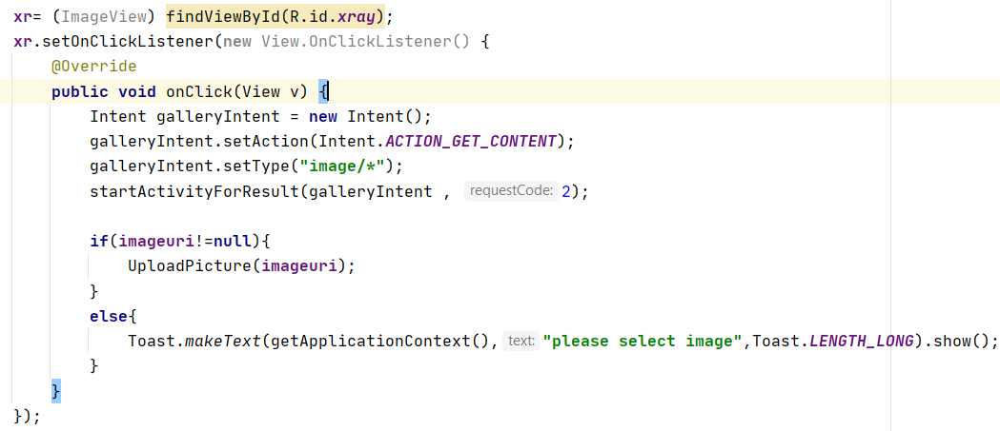 xr= (ImageView) findViewById(R.id.xray);
xr.setOnClickListener(new View.OnClickListener() {
    @Override
    public void onClick(View v) {
        Intent galleryIntent = new Intent();
        galleryIntent.setAction(Intent.ACTION_GET_CONTENT);
        galleryIntent.setType("image/*");
        startActivityForResult(galleryIntent , requestCode: 2);
        if(imageuri!=null){
            UploadPicture(imageuri);
        }
        else{
            Toast.makeText(getApplicationContext(), text: "please select image",Toast.LENGTH_LONG).show();
        }
    }
});